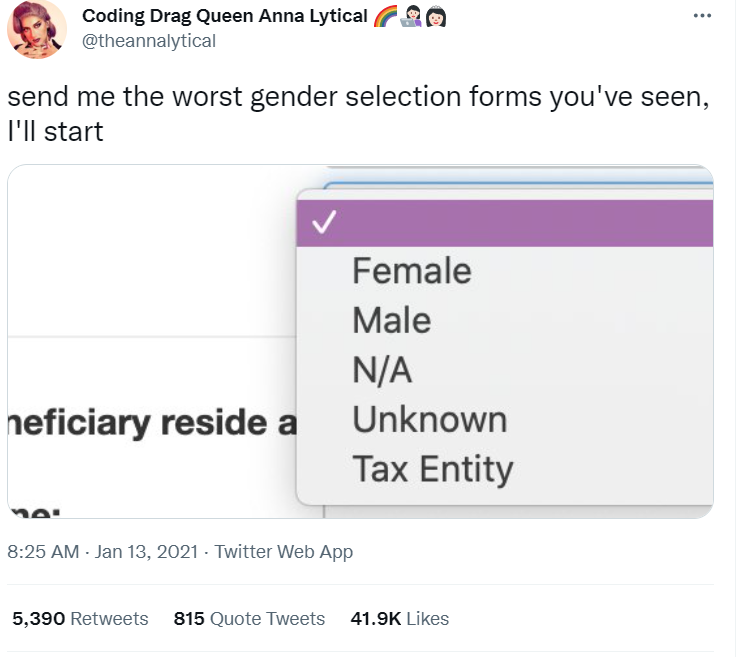 Coding Drag Queen Anna Lytical 🌈👩🏻‍💻👸🏻
@theannalytical
send me the worst gender selection forms you've seen,
I'll start
Female
Male
N/A
Unknown
Tax Entity
neficiary reside a
8:25 AM · Jan 13, 2021 · Twitter Web App
5,390 Retweets 815 Quote Tweets 41.9K Likes